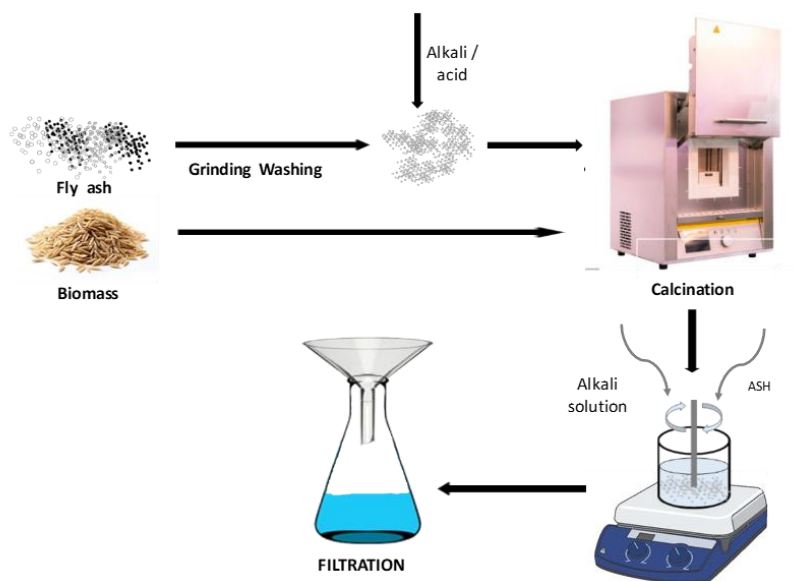 Alkali /
acid
Fly ash
Grinding Washing
Biomass
Calcination
Alkali
solution
ASH
FILTRATION